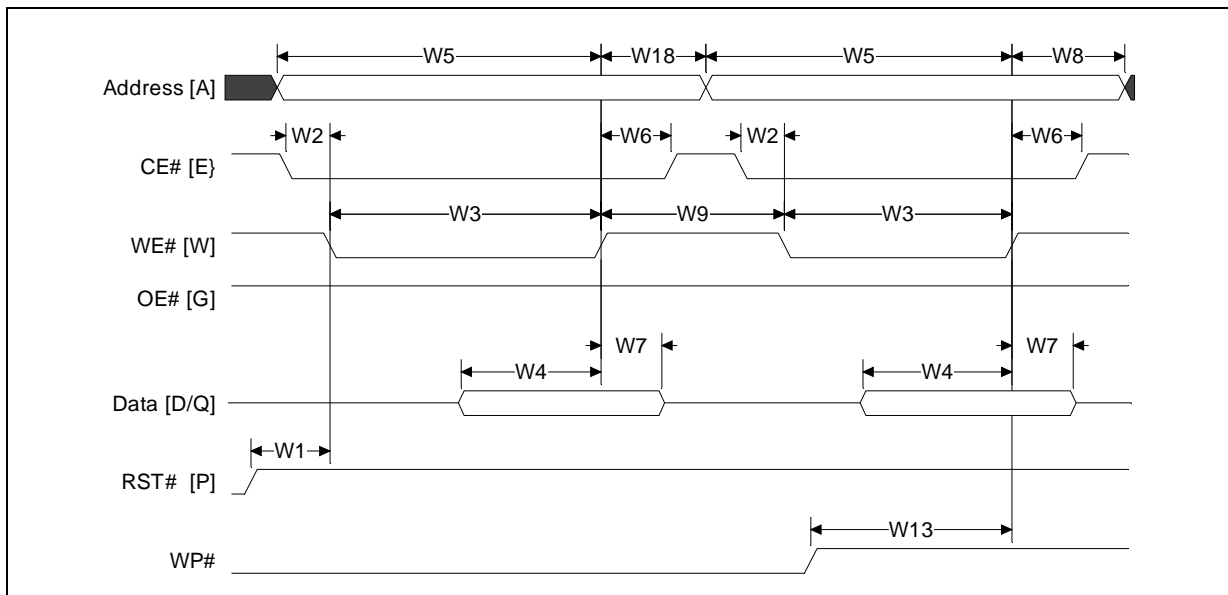 W5 W18 W5 W8
Address [A]
W2 W6 W2 W6
CE# [E}
W3 W9 W3
WE# [W]
OE# [G]
W7 W7
W4 W4
Data [D/Q]
W1
RST# [P]
W13
WP#